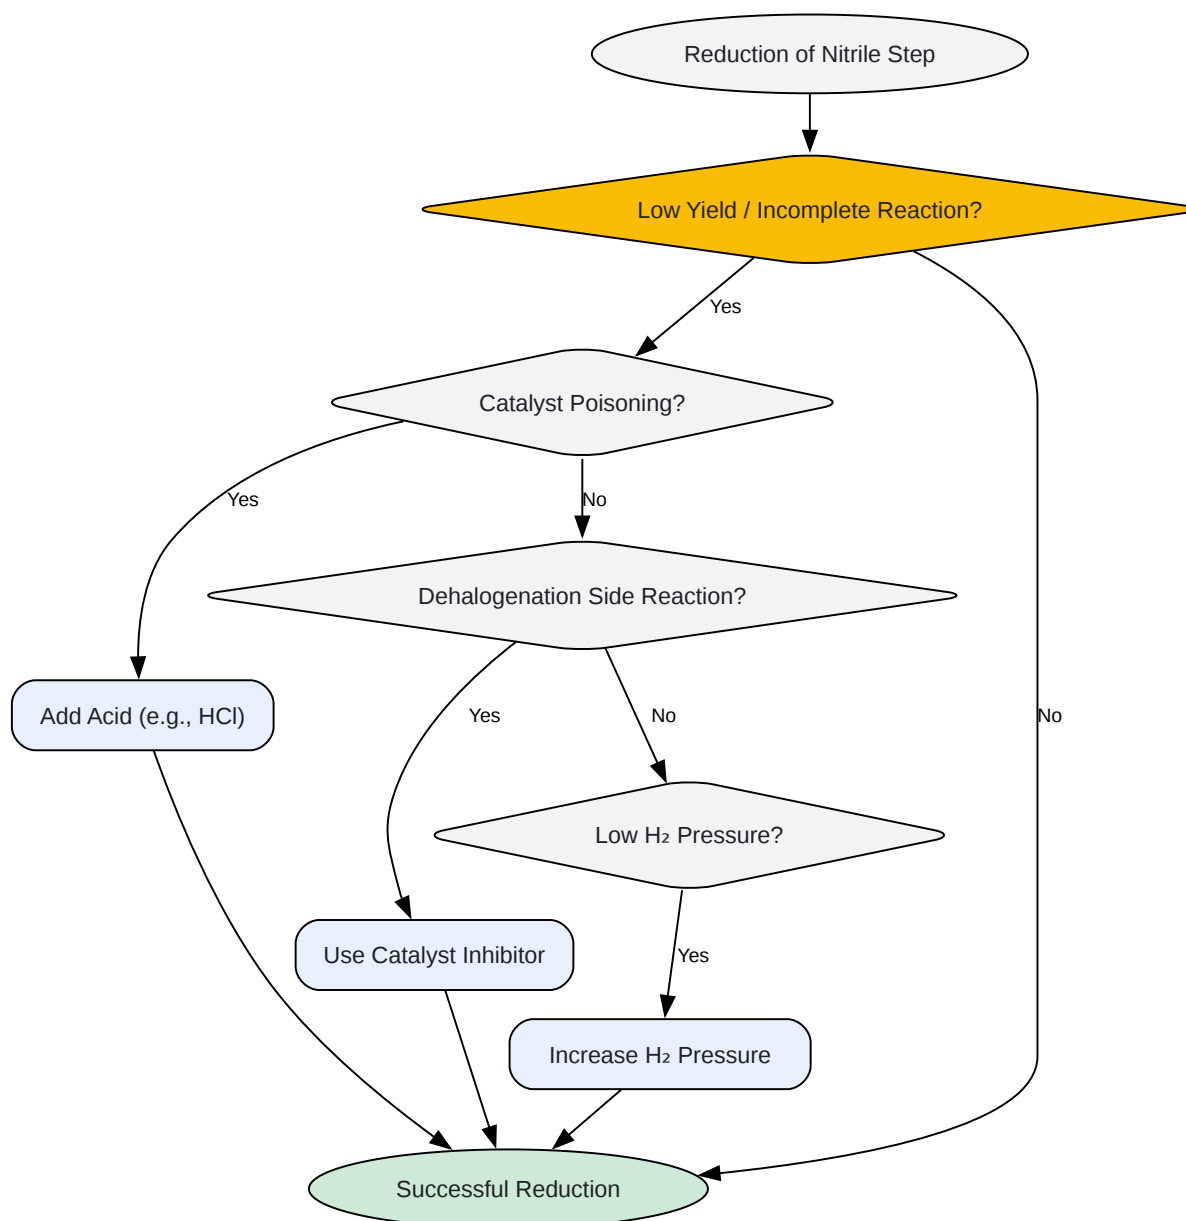 Reduction of Nitrile Step
Low Yield / Incomplete Reaction?
Yes
Catalyst Poisoning?
Yes
No
Dehalogenation Side Reaction?
Add Acid (e.g., HCl)
Yes
No
No
Low H₂ Pressure?
Use Catalyst Inhibitor
Yes
Increase H₂ Pressure
Successful Reduction